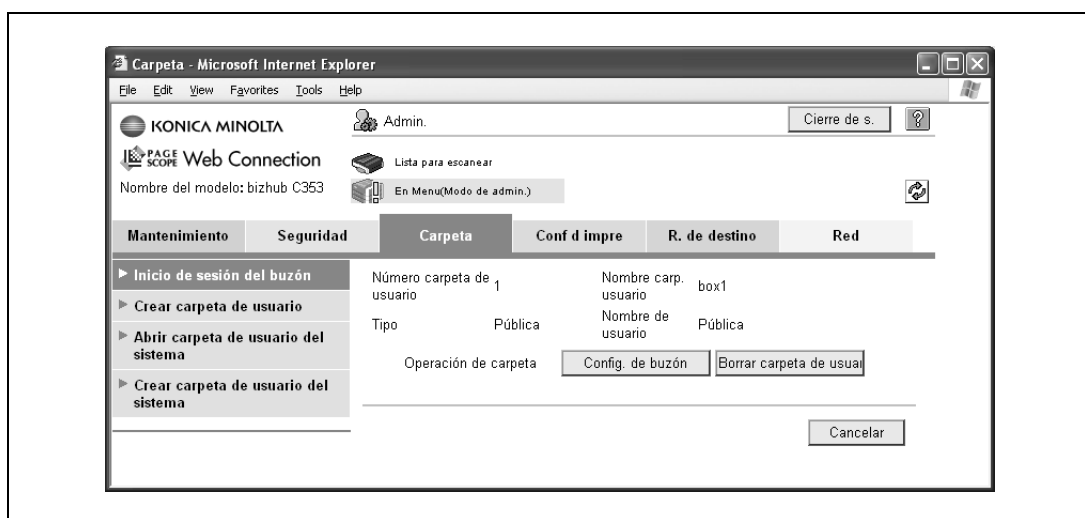 Carpeta - Microsoft Internet Explorer
File Edit View Favorites Tools Help
KONICA MINOLTA
Admin.
Cierre de s.
?
PAGE SCOPE Web Connection
Lista para escanear
Nombre del modelo: bizhub C353
En Menu(Modo de admin.)
Mantenimiento Seguridad Carpeta Conf d impre R. de destino Red
Inicio de sesión del buzón
Crear carpeta de usuario
Abrir carpeta de usuario del
sistema
Crear carpeta de usuario del
sistema
Número carpeta de
usuario
1
Nombre carp.
usuario
box1
Tipo
Pública
Nombre de
usuario
Pública
Operación de carpeta Config. de buzón Borrar carpeta de usuai
Cancelar